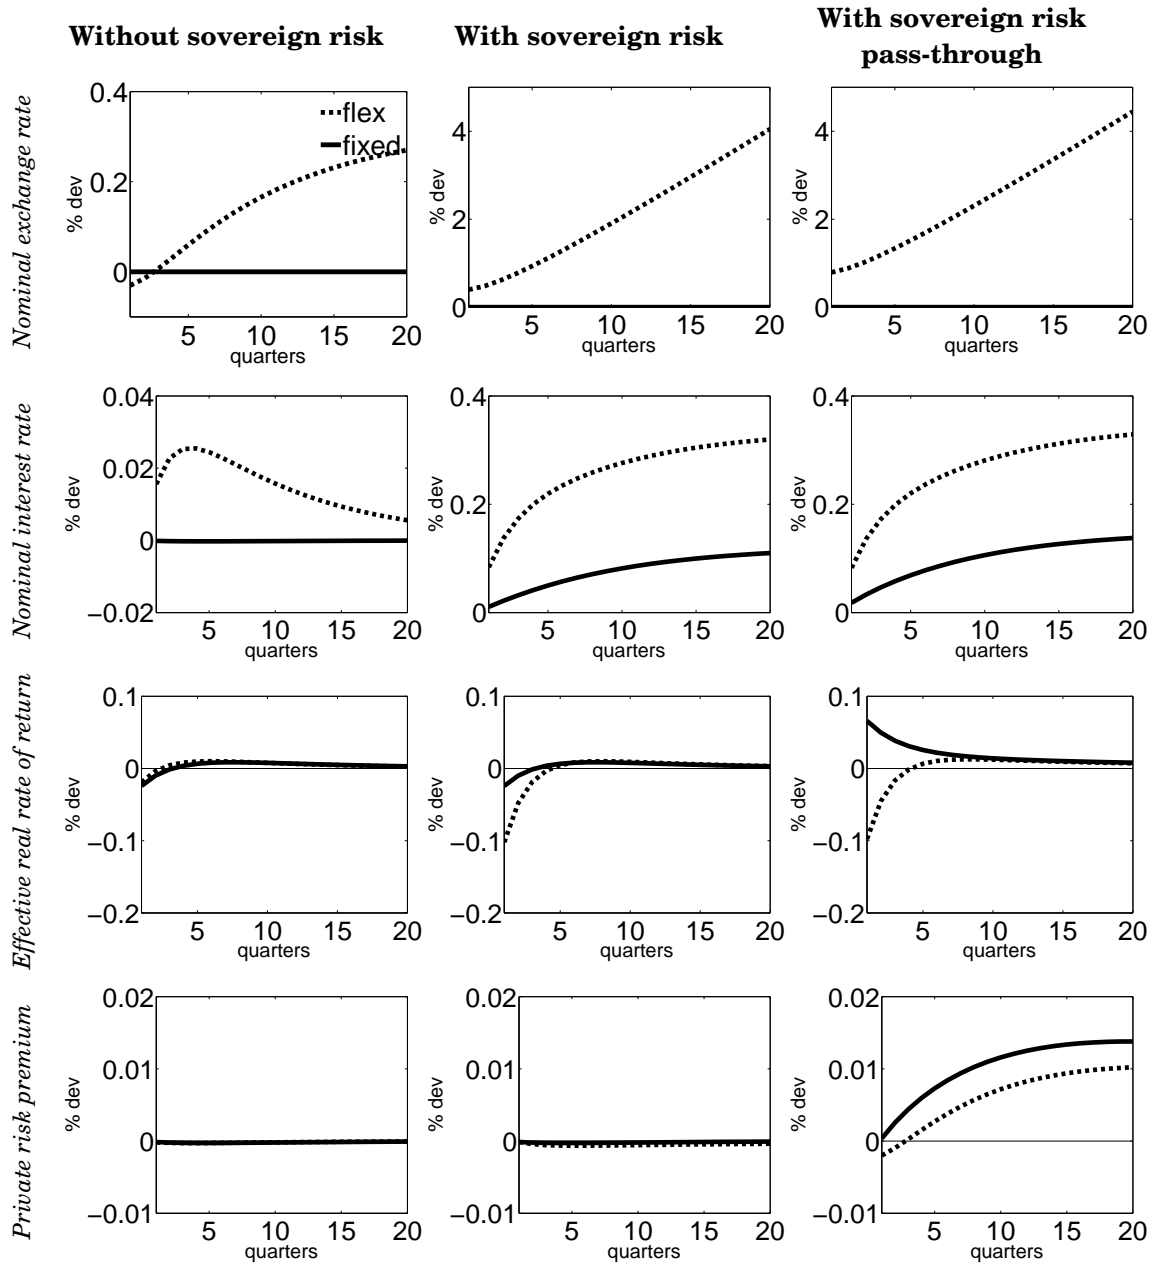 Without sovereign risk
With sovereign risk
With sovereign risk
pass-through
Nominal exchange rate
% dev
0.4
0.2
0
flex
fixed
5 10 15 20
quarters
% dev
4
2
0
5 10 15 20
quarters
% dev
4
2
0
5 10 15 20
quarters
Nominal interest rate
% dev
0.04
0.02
0
−0.02
5 10 15 20
quarters
% dev
0.4
0.2
0
5 10 15 20
quarters
% dev
0.4
0.2
0
5 10 15 20
quarters
Effective real rate of return
% dev
0.1
0
−0.1
−0.2
5 10 15 20
quarters
% dev
0.1
0
−0.1
−0.2
5 10 15 20
quarters
% dev
0.1
0
−0.1
−0.2
5 10 15 20
quarters
Private risk premium
% dev
0.02
0.01
0
−0.01
5 10 15 20
quarters
% dev
0.02
0.01
0
−0.01
5 10 15 20
quarters
% dev
0.02
0.01
0
−0.01
5 10 15 20
quarters